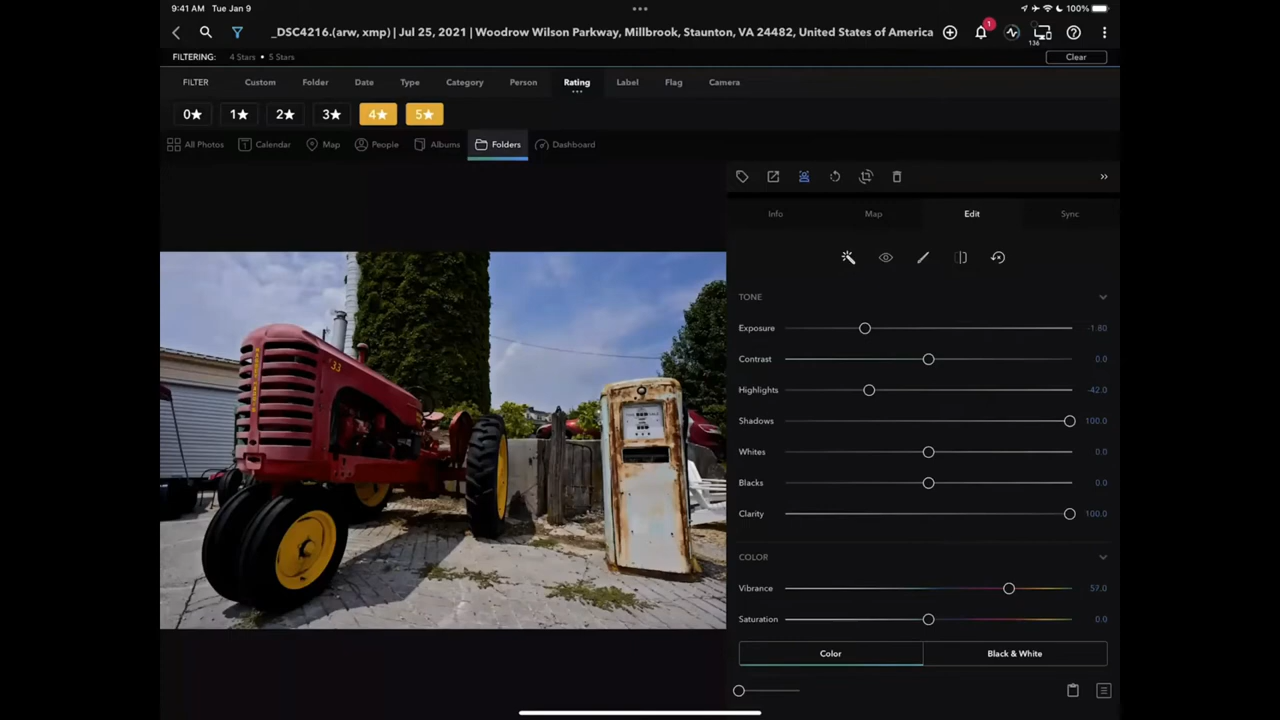 9:41 AM Tue Jan 9
100%
_DSC4216.(arw, xmp) | Jul 25, 2021 | Woodrow Wilson Parkway, Millbrook, Staunton, VA 24482, United States of America
1
136
FILTERING: 4 Stars • 5 Stars
Clear
FILTER Custom Folder Date Type Category Person Rating Label Flag Camera
0★ 1★ 2★ 3★ 4★ 5★
All Photos Calendar Map People Albums Folders Dashboard
Info Map Edit Sync
TONE
Exposure -1.60
Contrast 0.0
Highlights -42.0
Shadows 100.0
Whites 0.0
Blacks 0.0
Clarity 100.0
COLOR
Vibrance 57.0
Saturation 0.0
Color Black & White
33